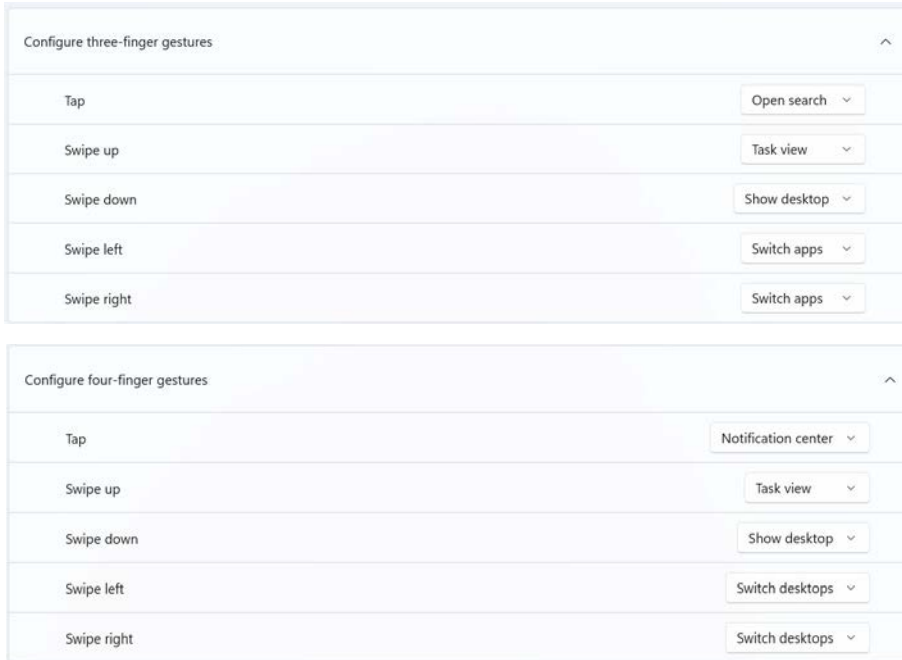 Configure three-finger gestures
Tap Open search
Swipe up Task view
Swipe down Show desktop
Swipe left Switch apps
Swipe right Switch apps
Configure four-finger gestures
Tap Notification center
Swipe up Task view
Swipe down Show desktop
Swipe left Switch desktops
Swipe right Switch desktops